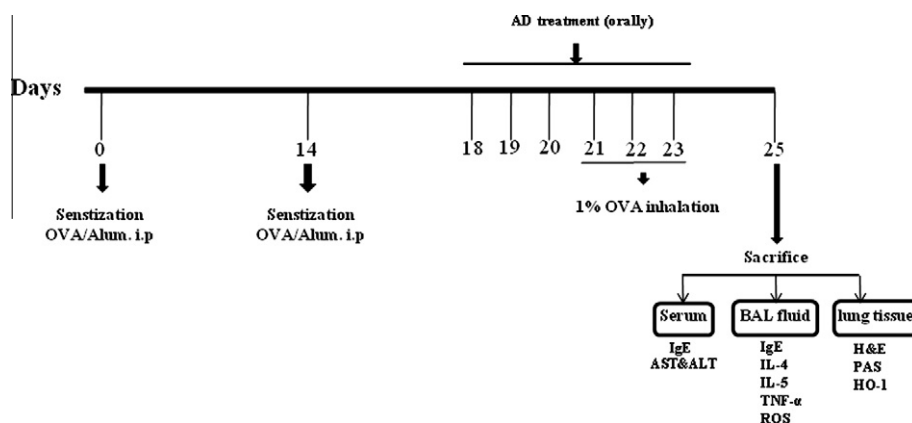 AD treatment (orally)
Days
0 14 18 19 20 21 22 23 25
Senstization
OVA/Alum. i.p
Senstization
OVA/Alum. i.p
1% OVA inhalation
Sacrifice
Serum
IgE
AST&ALT
BAL fluid
IgE
IL-4
IL-5
TNF-α
ROS
lung tissue
H&E
PAS
HO-1